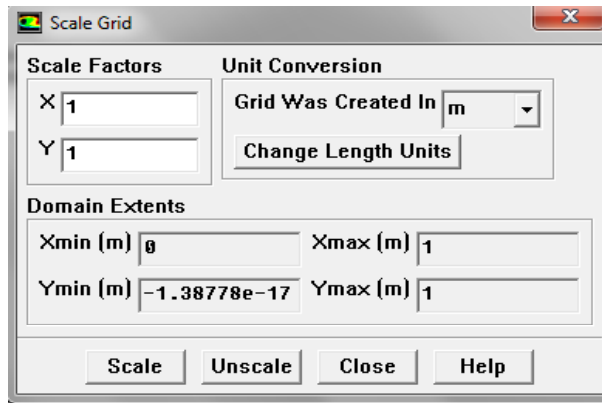 Scale Grid
Scale Factors
X 1
Y 1
Unit Conversion
Grid Was Created In m
Change Length Units
Domain Extents
Xmin (m) 0 Xmax (m) 1
Ymin (m) -1.38778e-17 Ymax (m) 1
Scale Unscale Close Help